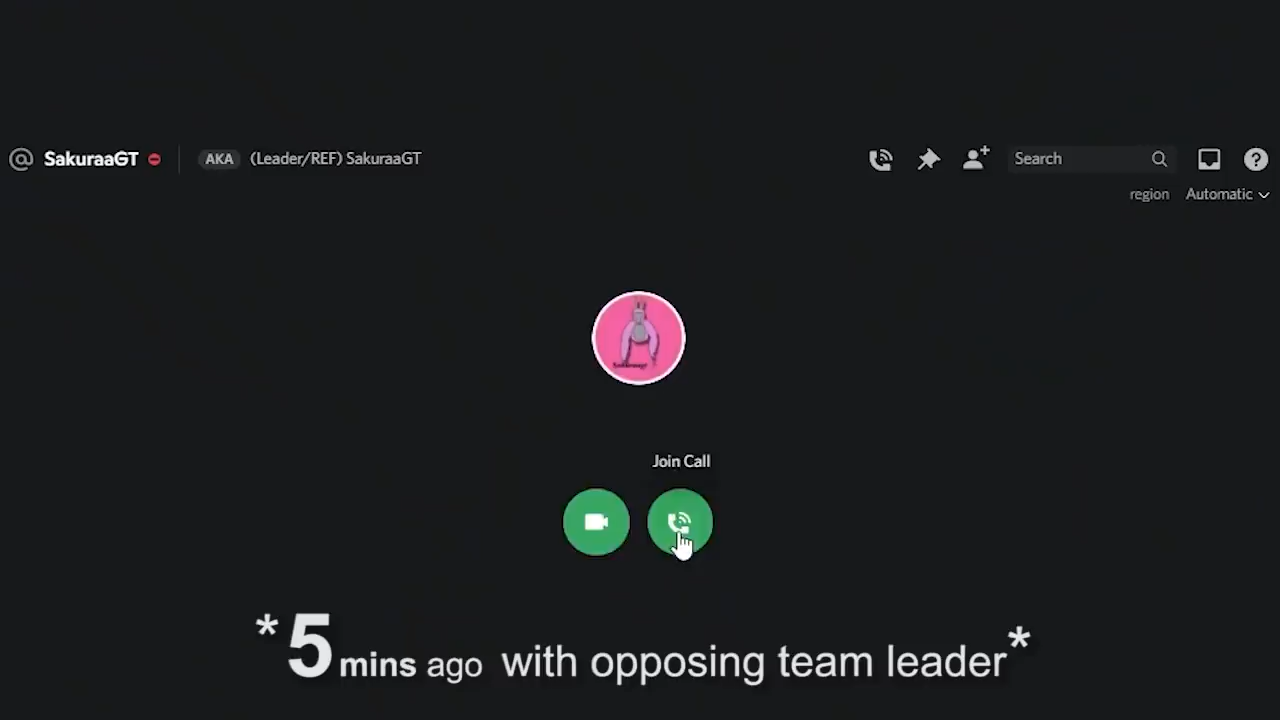 SakuraaGT AKA (Leader/REF) SakuraaGT Search
region Automatic
Join Call
*5 mins ago with opposing team leader*